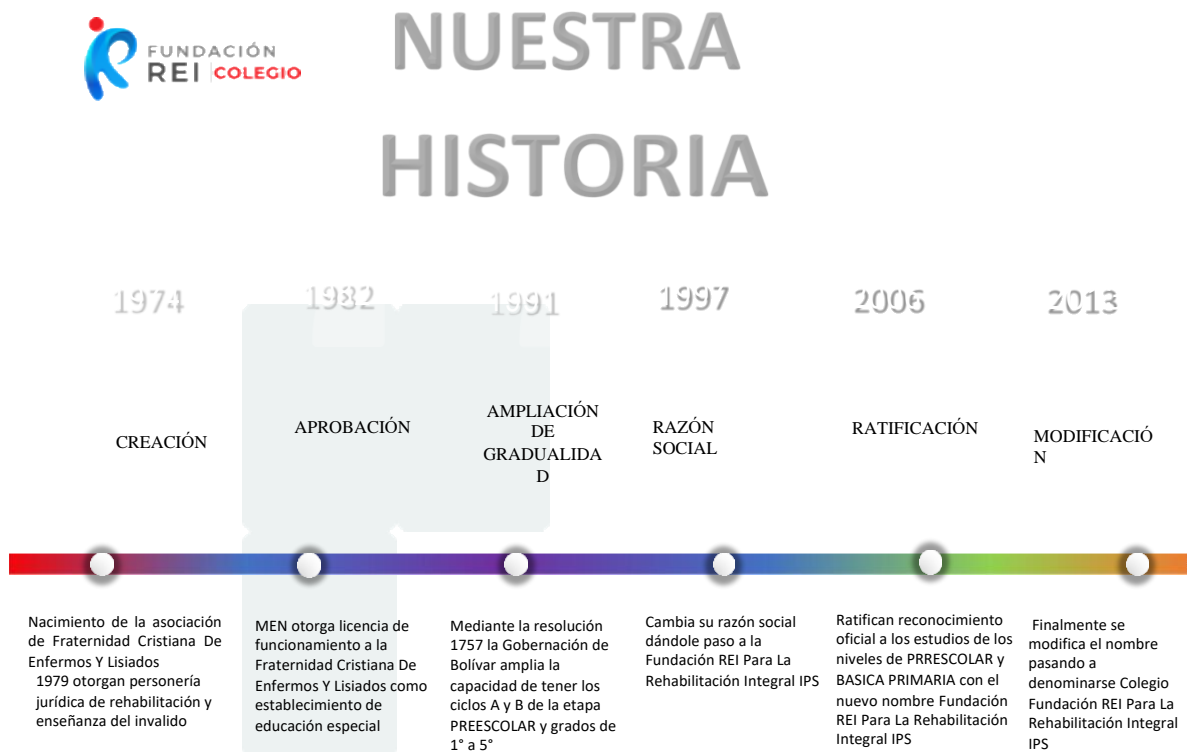 FUNDACIÓN
REI COLEGIO
NUESTRA
HISTORIA
1974
1982
1991
1997
2006
2013
CREACIÓN
APROBACIÓN
AMPLIACIÓN
DE
GRADUALIDA
D
RAZÓN
SOCIAL
RATIFICACIÓN
MODIFICACIÓ
N
Nacimiento de la asociación
de Fraternidad Cristiana De
Enfermos Y Lisiados
1979 otorgan personería
jurídica de rehabilitación y
enseñanza del invalido
MEN otorga licencia de
funcionamiento a la
Fraternidad Cristiana De
Enfermos Y Lisiados como
establecimiento de
educación especial
Mediante la resolución
1757 la Gobernación de
Bolívar amplia la
capacidad de tener los
ciclos A y B de la etapa
PREESCOLAR y grados de
1° a 5°
Cambia su razón social
dándole paso a la
Fundación REI Para La
Rehabilitación Integral IPS
Ratifican reconocimiento
oficial a los estudios de los
niveles de PRRESCOLAR y
BASICA PRIMARIA con el
nuevo nombre Fundación
REI Para La Rehabilitación
Integral IPS
Finalmente se
modifica el nombre
pasando a
denominarse Colegio
Fundación REI Para La
Rehabilitación Integral
IPS